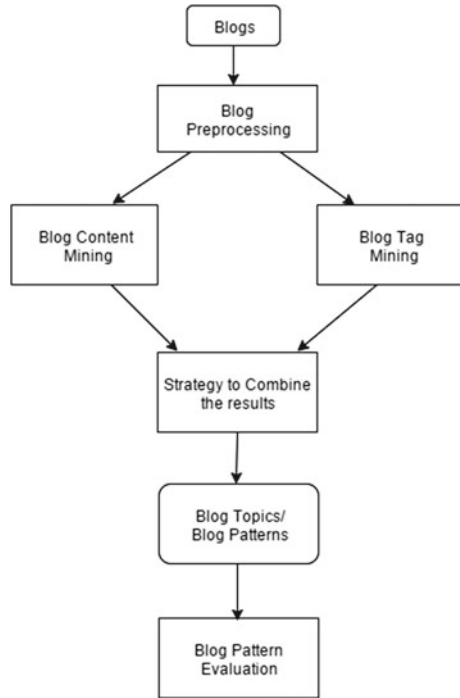 Blogs
Blog
Preprocessing
Blog Content
Mining
Blog Tag
Mining
Strategy to Combine
the results
Blog Topics/
Blog Patterns
Blog Pattern
Evaluation